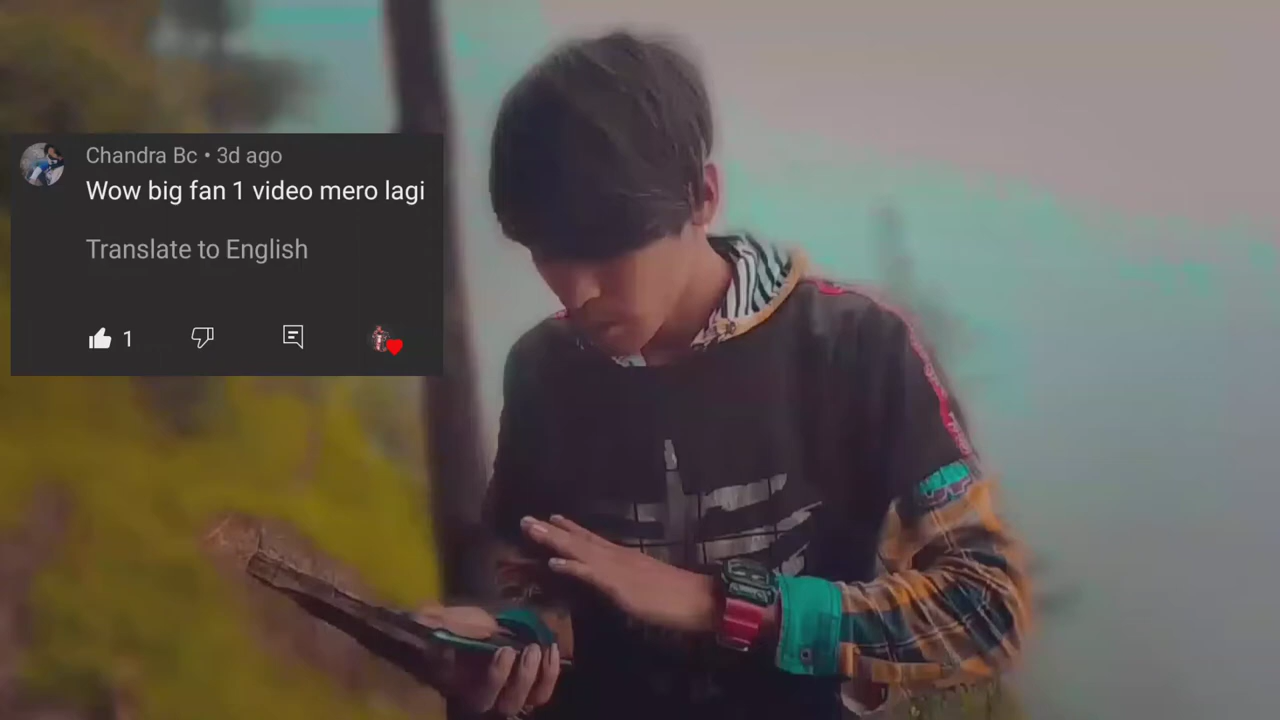 Chandra Bc • 3d ago
Wow big fan 1 video mero lagi
Translate to English
1